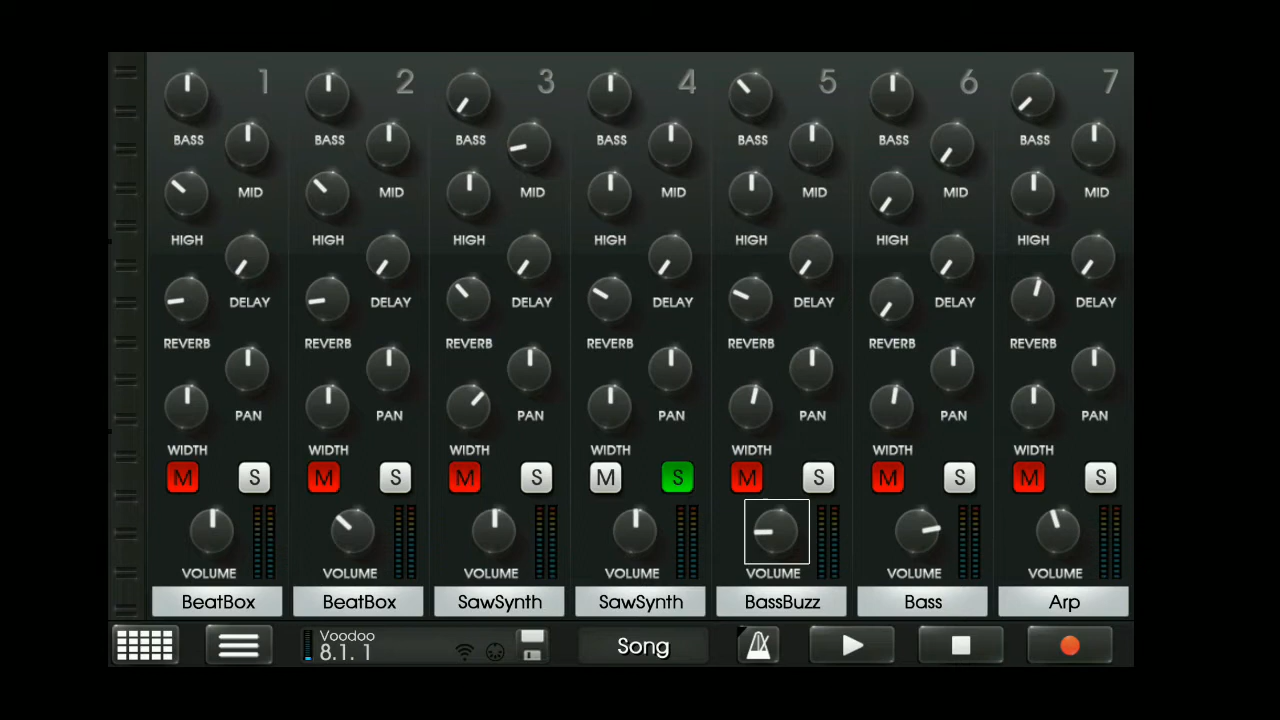 1 2 3 4 5 6 7
BASS BASS BASS BASS BASS BASS BASS
MID MID MID MID MID MID MID
HIGH HIGH HIGH HIGH HIGH HIGH HIGH
DELAY DELAY DELAY DELAY DELAY DELAY DELAY
REVERB REVERB REVERB REVERB REVERB REVERB REVERB
PAN PAN PAN PAN PAN PAN PAN
WIDTH WIDTH WIDTH WIDTH WIDTH WIDTH WIDTH
M S M S M S M S M S M S M S
VOLUME VOLUME VOLUME VOLUME VOLUME VOLUME VOLUME
BeatBox BeatBox SawSynth SawSynth BassBuzz Bass Arp
Voodoo
8.1. 1
Song